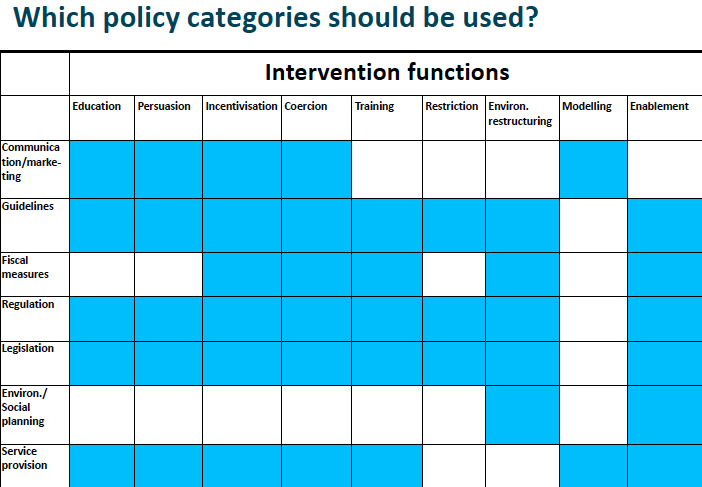 Which policy categories should be used?
Intervention functions
Education Persuasion Incentivisation Coercion Training Restriction Environ. Modelling Enablement
restructuring
Communica
tion/marke-
ting
Guidelines
Fiscal
measures
Regulation
Legislation
Environ./
Social
planning
Service
provision